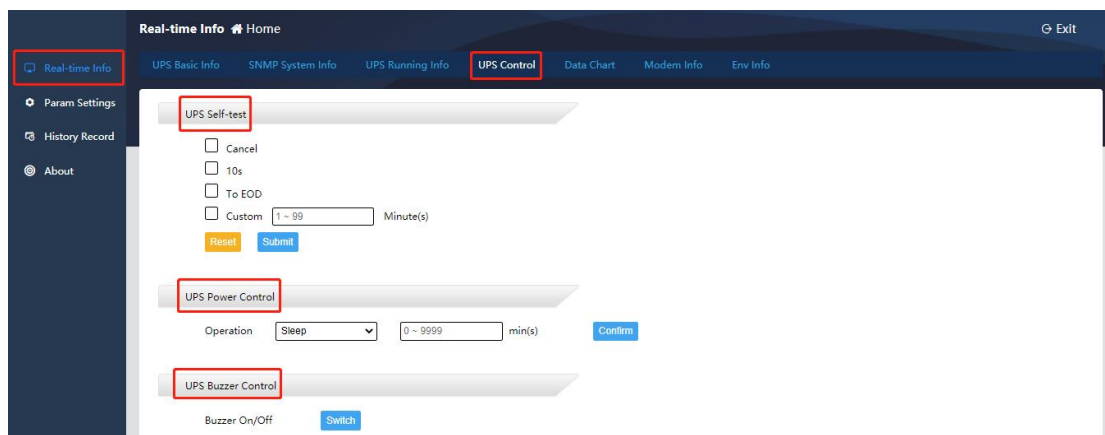 Real-time Info Home Exit
Real-time Info
Param Settings
History Record
About
UPS Basic Info SNMP System Info UPS Running Info UPS Control Data Chart Modem Info Env Info
UPS Self-test
Cancel
10s
To EOD
Custom 1 ~ 99 Minute(s)
Reset Submit
UPS Power Control
Operation Sleep 0 ~ 9999 min(s) Confirm
UPS Buzzer Control
Buzzer On/Off Switch